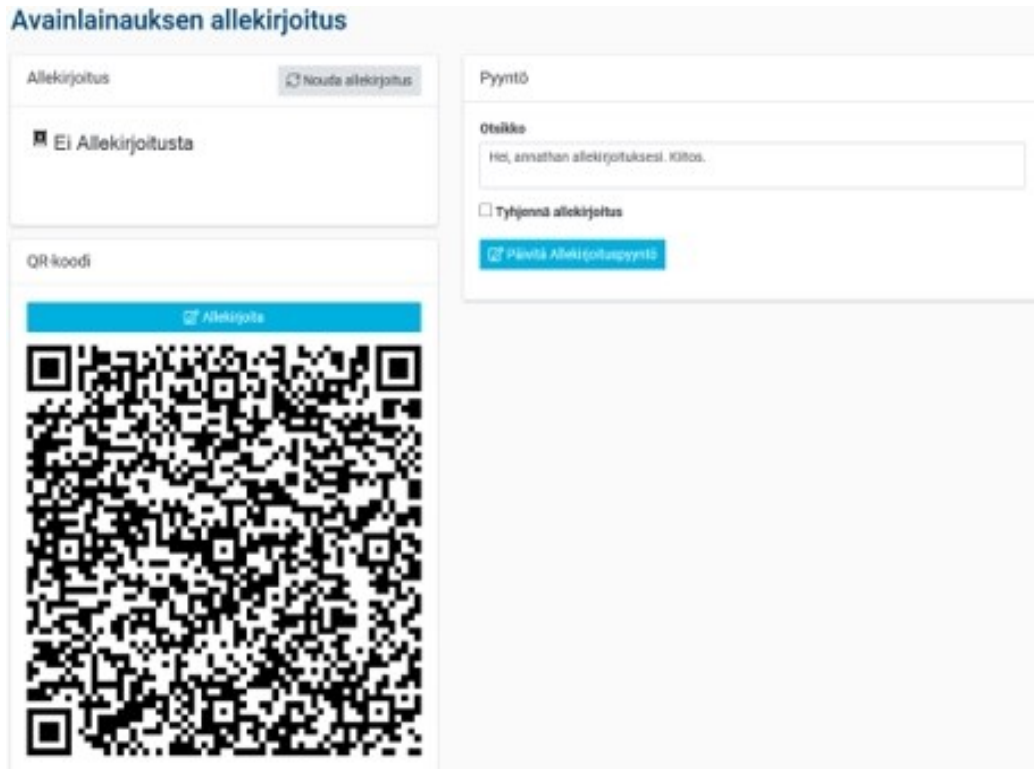 Avainlainauksen allekirjoitus
Allekirjoitus
Nouda allekirjoitus
Ei Allekirjoitusta
QR-koodi
Allekirjoita
Pyyntö
Otsikko
Hei, annathan allekirjoituksesi. Kiitos.
Tyhjennä allekirjoitus
Päivitä Allekirjoituspyyntö